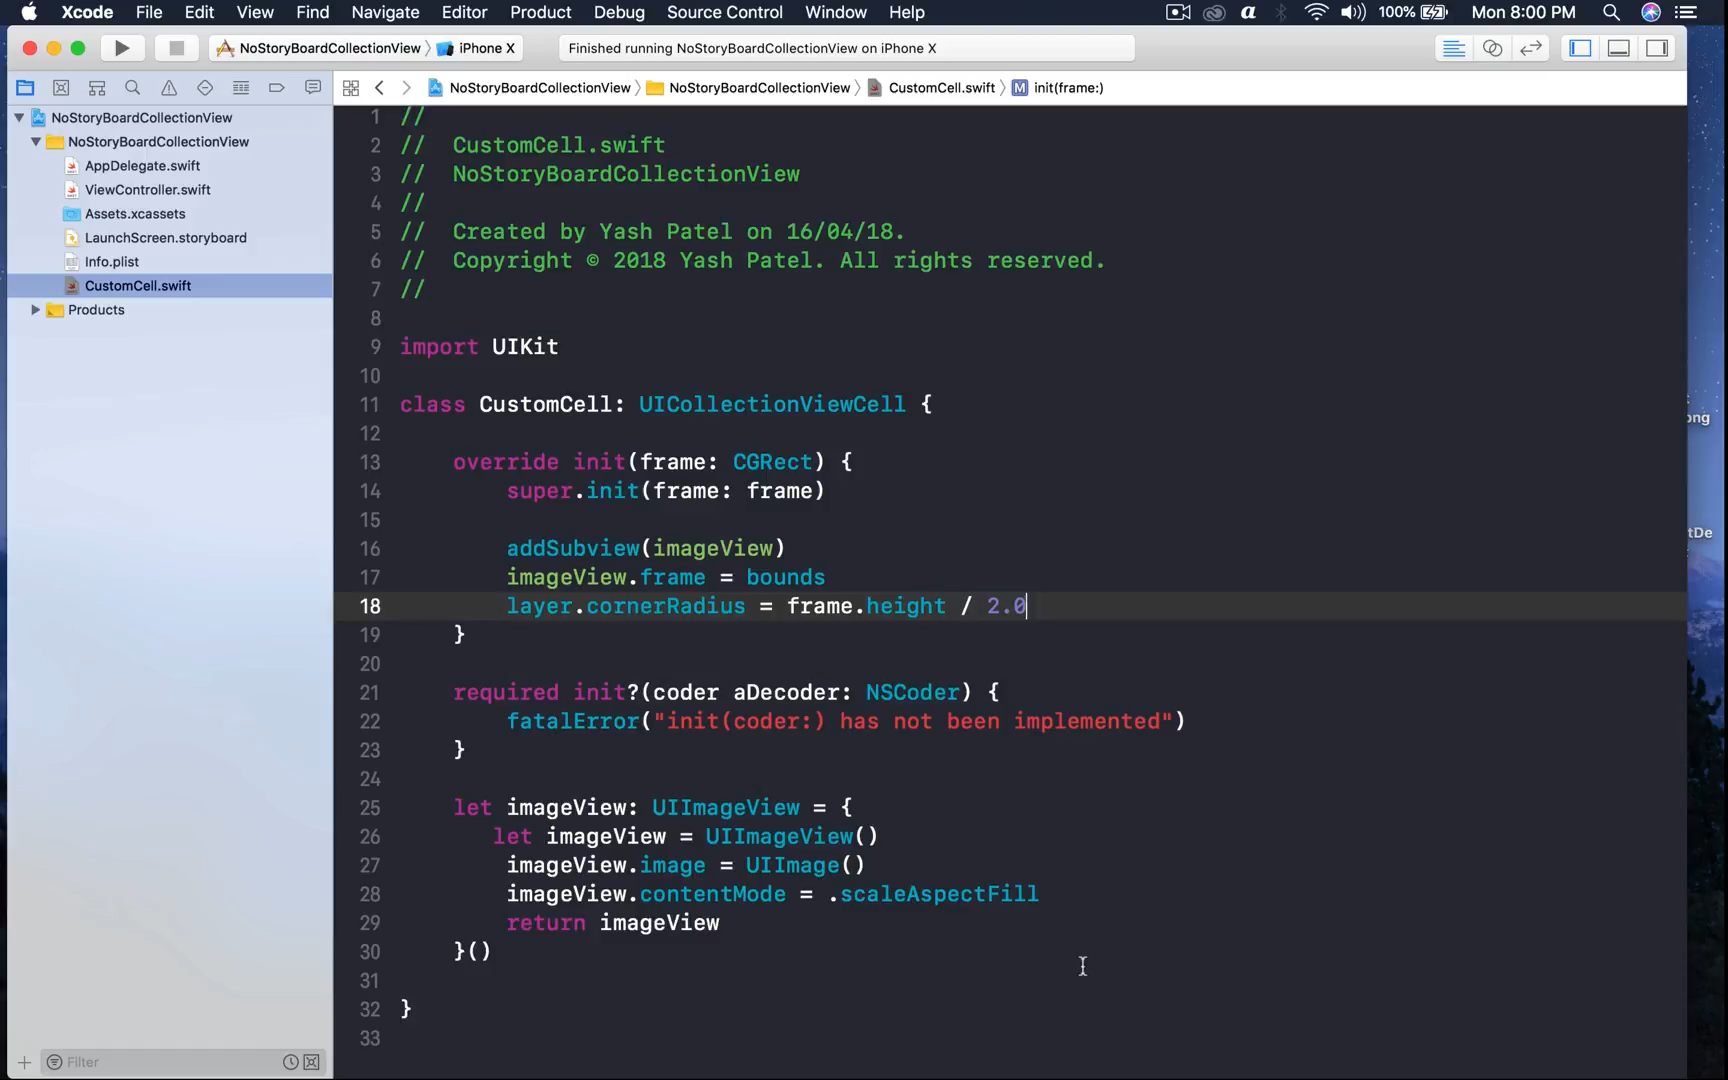 Xcode File Edit View Find Navigate Editor Product Debug Source Control Window Help 100% Mon 8:00 PM
NoStoryBoardCollectionView iPhone X Finished running NoStoryBoardCollectionView on iPhone X
NoStoryBoardCollectionView NoStoryBoardCollectionView CustomCell.swift M init(frame:)
NoStoryBoardCollectionView
NoStoryBoardCollectionView
AppDelegate.swift
ViewController.swift
Assets.xcassets
LaunchScreen.storyboard
Info.plist
CustomCell.swift
Products
Filter
1 //
2 // CustomCell.swift
3 // NoStoryBoardCollectionView
4 //
5 // Created by Yash Patel on 16/04/18.
6 // Copyright © 2018 Yash Patel. All rights reserved.
7 //
8
9 import UIKit
10
11 class CustomCell: UICollectionViewCell {
12
13 override init(frame: CGRect) {
14 super.init(frame: frame)
15
16 addSubview(imageView)
17 imageView.frame = bounds
18 layer.cornerRadius = frame.height / 2.0
19 }
20
21 required init?(coder aDecoder: NSCoder) {
22 fatalError("init(coder:) has not been implemented")
23 }
24
25 let imageView: UIImageView = {
26 let imageView = UIImageView()
27 imageView.image = UIImage()
28 imageView.contentMode = .scaleAspectFill
29 return imageView
30 }()
31
32 }
33
ong
tDe